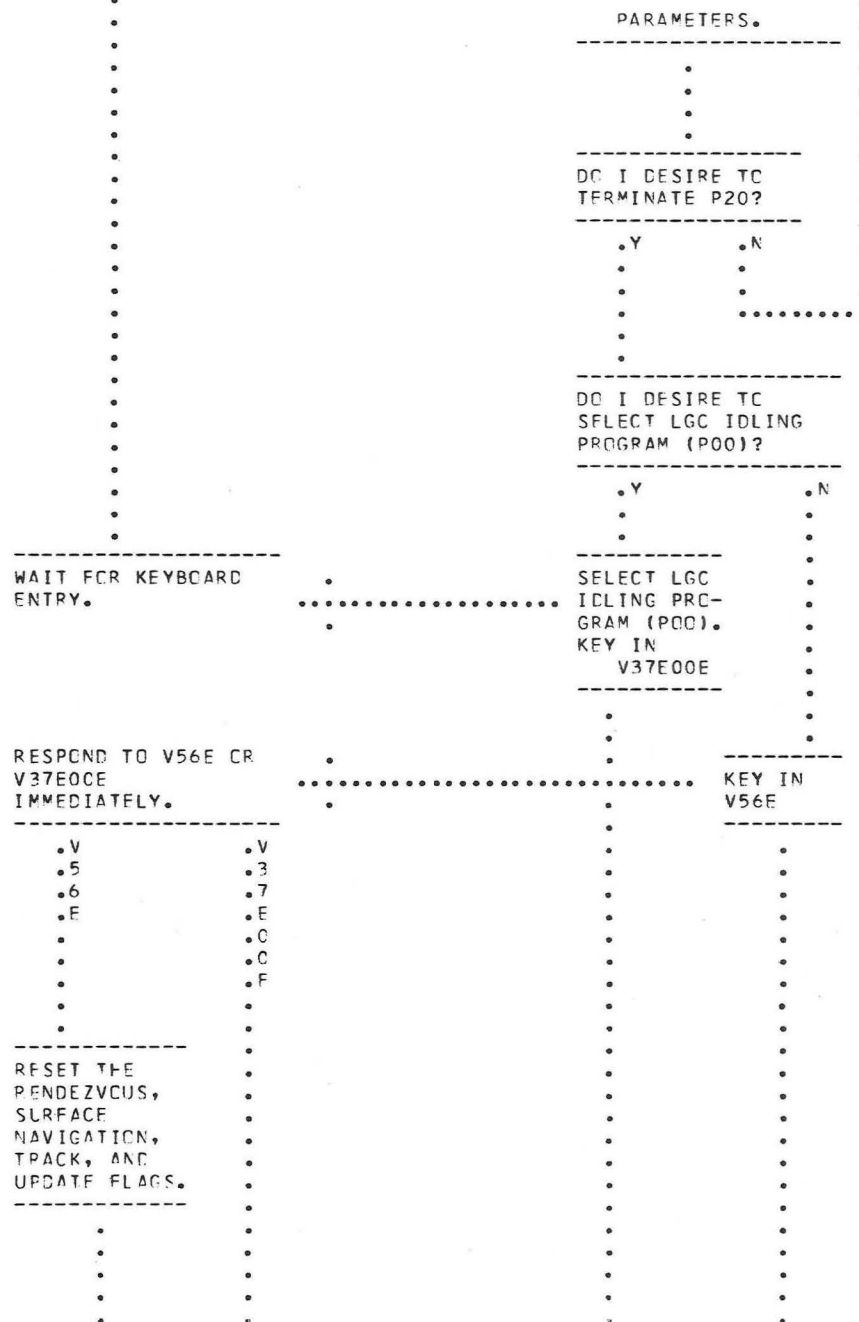 PARAMETERS.
DO I DESIRE TO
TERMINATE P20?
.Y .N
DO I DESIRE TO
SELECT LGC IDLING
PROGRAM (P00)?
.Y .N
WAIT FOR KEYBOARD
ENTRY.
SELECT LGC
IDLING PRO-
GRAM (P00).
KEY IN
V37E00E
RESPOND TO V56E OR
V37E00E
IMMEDIATELY.
KEY IN
V56E
.V .V
.5 .3
.6 .7
.E .E
.0
.0
.E
RESET THE
RENDEZVOUS,
SURFACE
NAVIGATION,
TRACK, AND
UPDATE FLAGS.